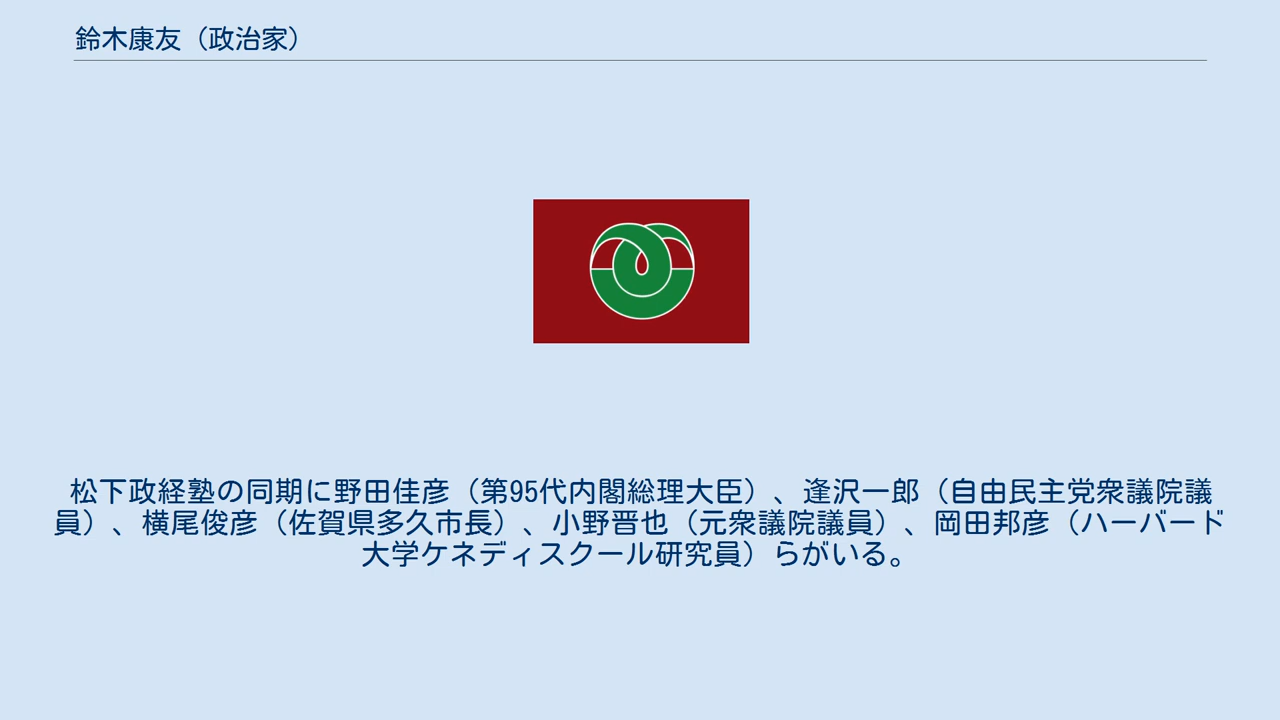 鈴木康友（政治家）
松下政経塾の同期に野田佳彦（第95代内閣総理大臣）、逢沢一郎（自由民主党衆議院議
員）、横尾俊彦（佐賀県多久市長）、小野晋也（元衆議院議員）、岡田邦彦（ハーバード
大学ケネディスクール研究員）らがいる。